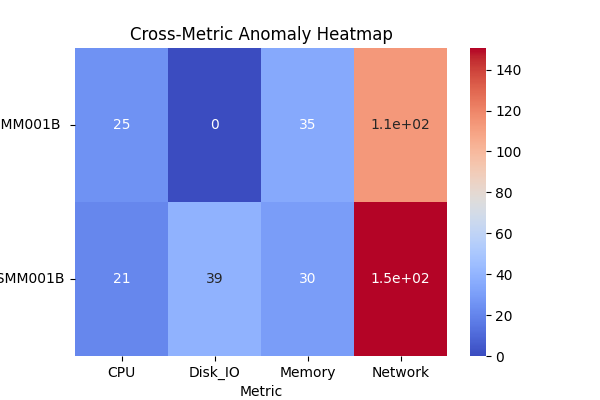 Cross-Metric Anomaly Heatmap
MM001B 25 0 35 1.1e+02
SMM001B 21 39 30 1.5e+02
CPU Disk_IO Memory Network
Metric
140
120
100
80
60
40
20
0